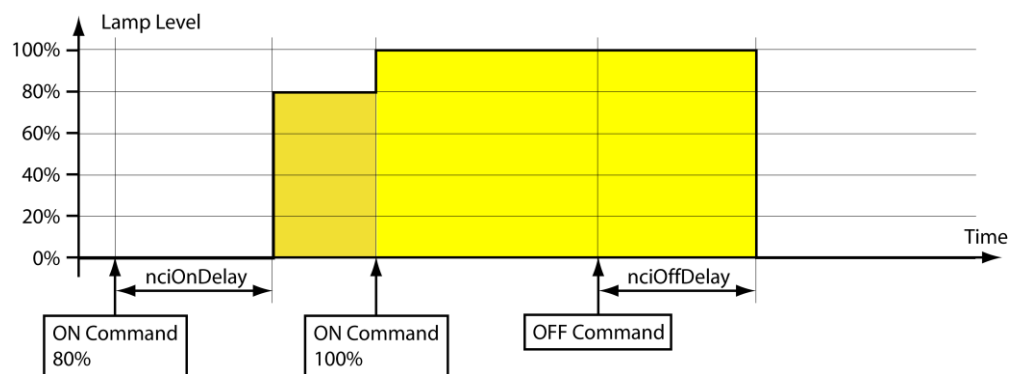 Lamp Level
100%
80%
60%
40%
20%
0%
Time
nciOnDelay
nciOffDelay
ON Command
80%
ON Command
100%
OFF Command